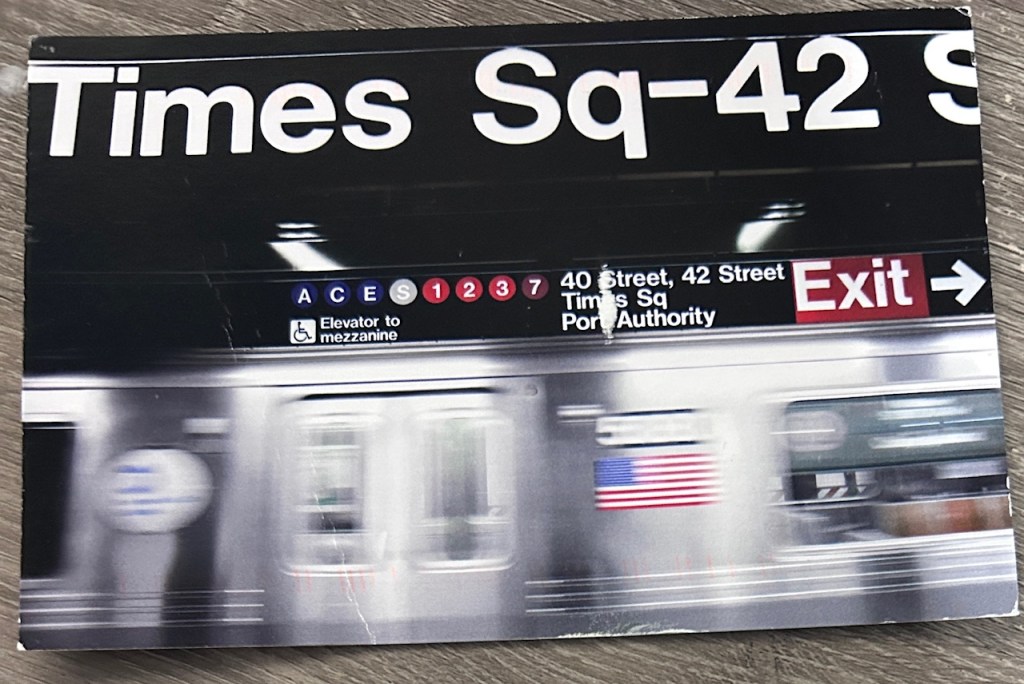 Times Sq-42 S
A C E S 1 2 3 7
40 Street, 42 Street
Times Sq
Port Authority
Exit →
Elevator to
mezzanine